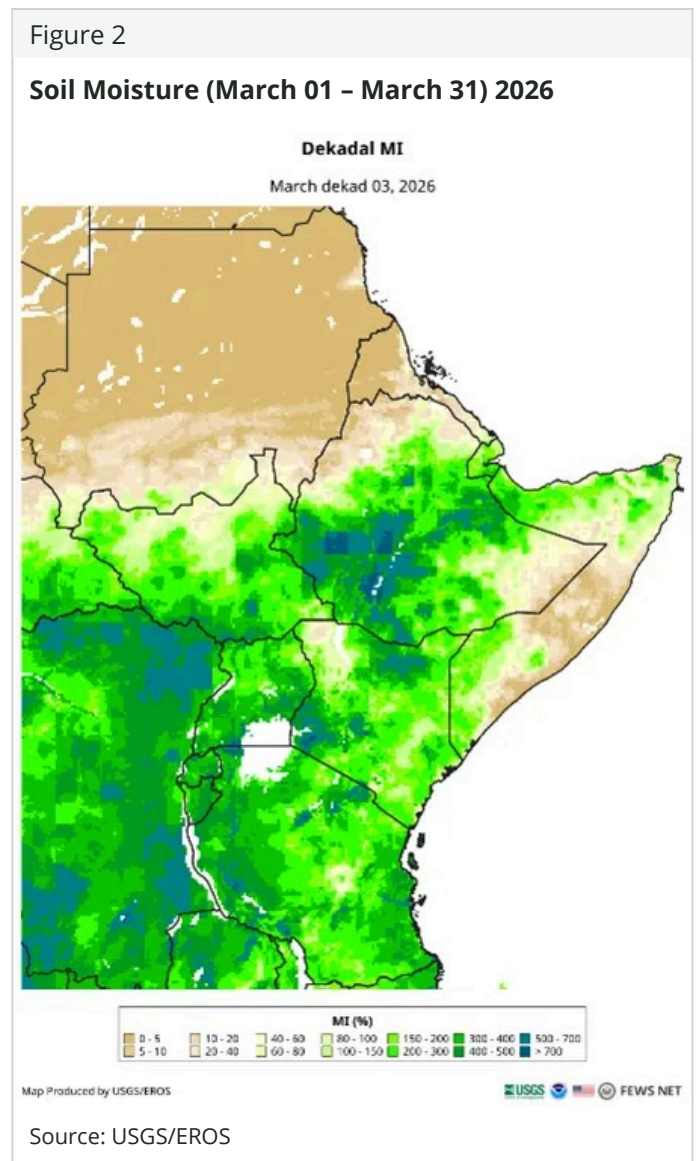 Figure 2
Soil Moisture (March 01 – March 31) 2026
Dekadal MI
March dekad 03, 2026
MI (%)
0 - 5 10 - 20 40 - 60 80 - 100 150 - 200 300 - 400 500 - 700
5 - 10 20 - 40 60 - 80 100 - 150 200 - 300 400 - 500 > 700
Map Produced by USGS/EROS
USGS FEWS NET
Source: USGS/EROS